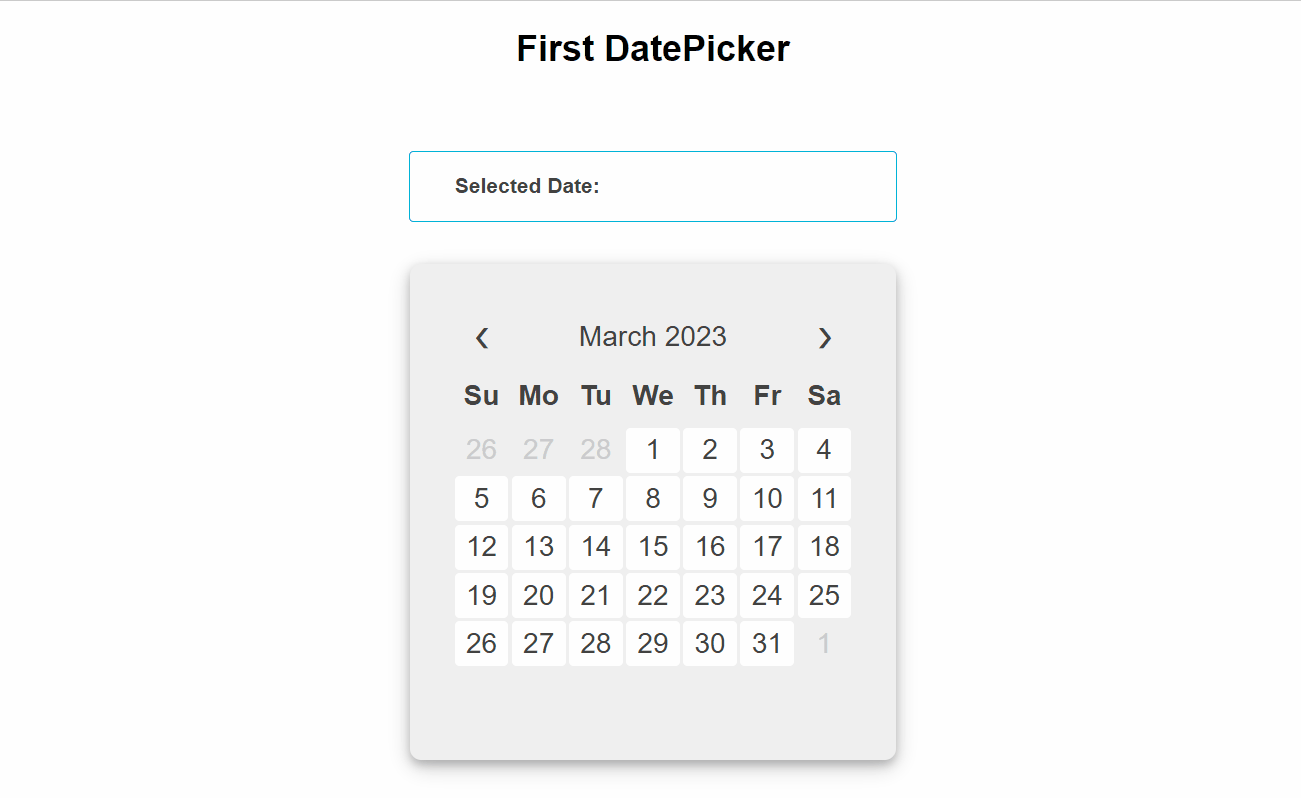 First DatePicker
Selected Date:
‹ March 2023 ›
Su Mo Tu We Th Fr Sa
26 27 28 1 2 3 4
5 6 7 8 9 10 11
12 13 14 15 16 17 18
19 20 21 22 23 24 25
26 27 28 29 30 31 1